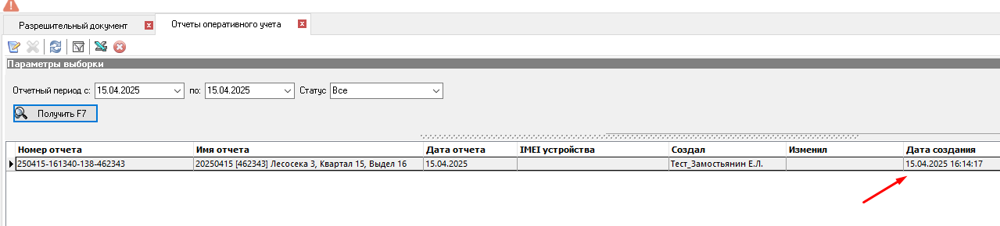 Разрешительный документ
Отчеты оперативного учета
Параметры выборки
Отчетный период с: 15.04.2025 по: 15.04.2025 Статус Все
Получить F7
Номер отчета Имя отчета Дата отчета IMEI устройства Создал Изменил Дата создания
250415-161340-138-462343 20250415 [462343] Лесосека 3, Квартал 15, Выдел 16 15.04.2025 Тест_Замостьянин Е.Л. 15.04.2025 16:14:17